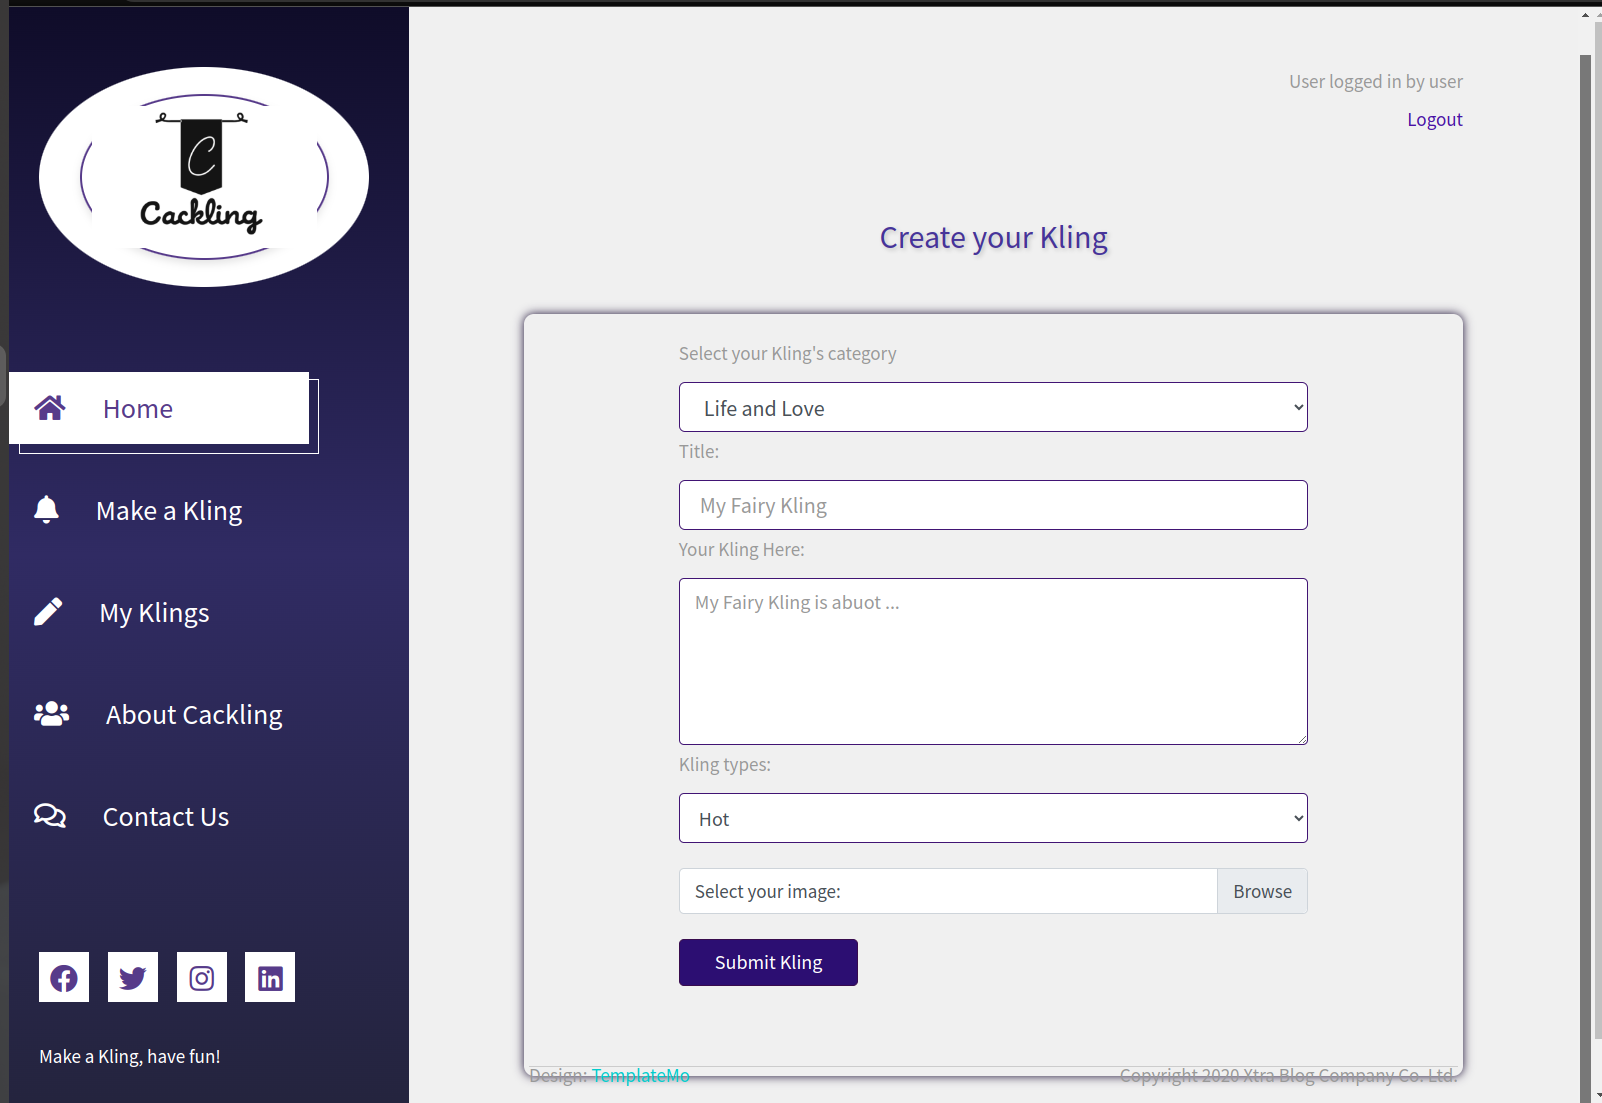 C
Cackling
Home
Make a Kling
My Klings
About Cackling
Contact Us
Make a Kling, have fun!
User logged in by user
Logout
Create your Kling
Select your Kling's category
Life and Love
Title:
My Fairy Kling
Your Kling Here:
My Fairy Kling is abuot ...
Kling types:
Hot
Select your image: Browse
Submit Kling
Design: TemplateMo Copyright 2020 Xtra Blog Company Co. Ltd.